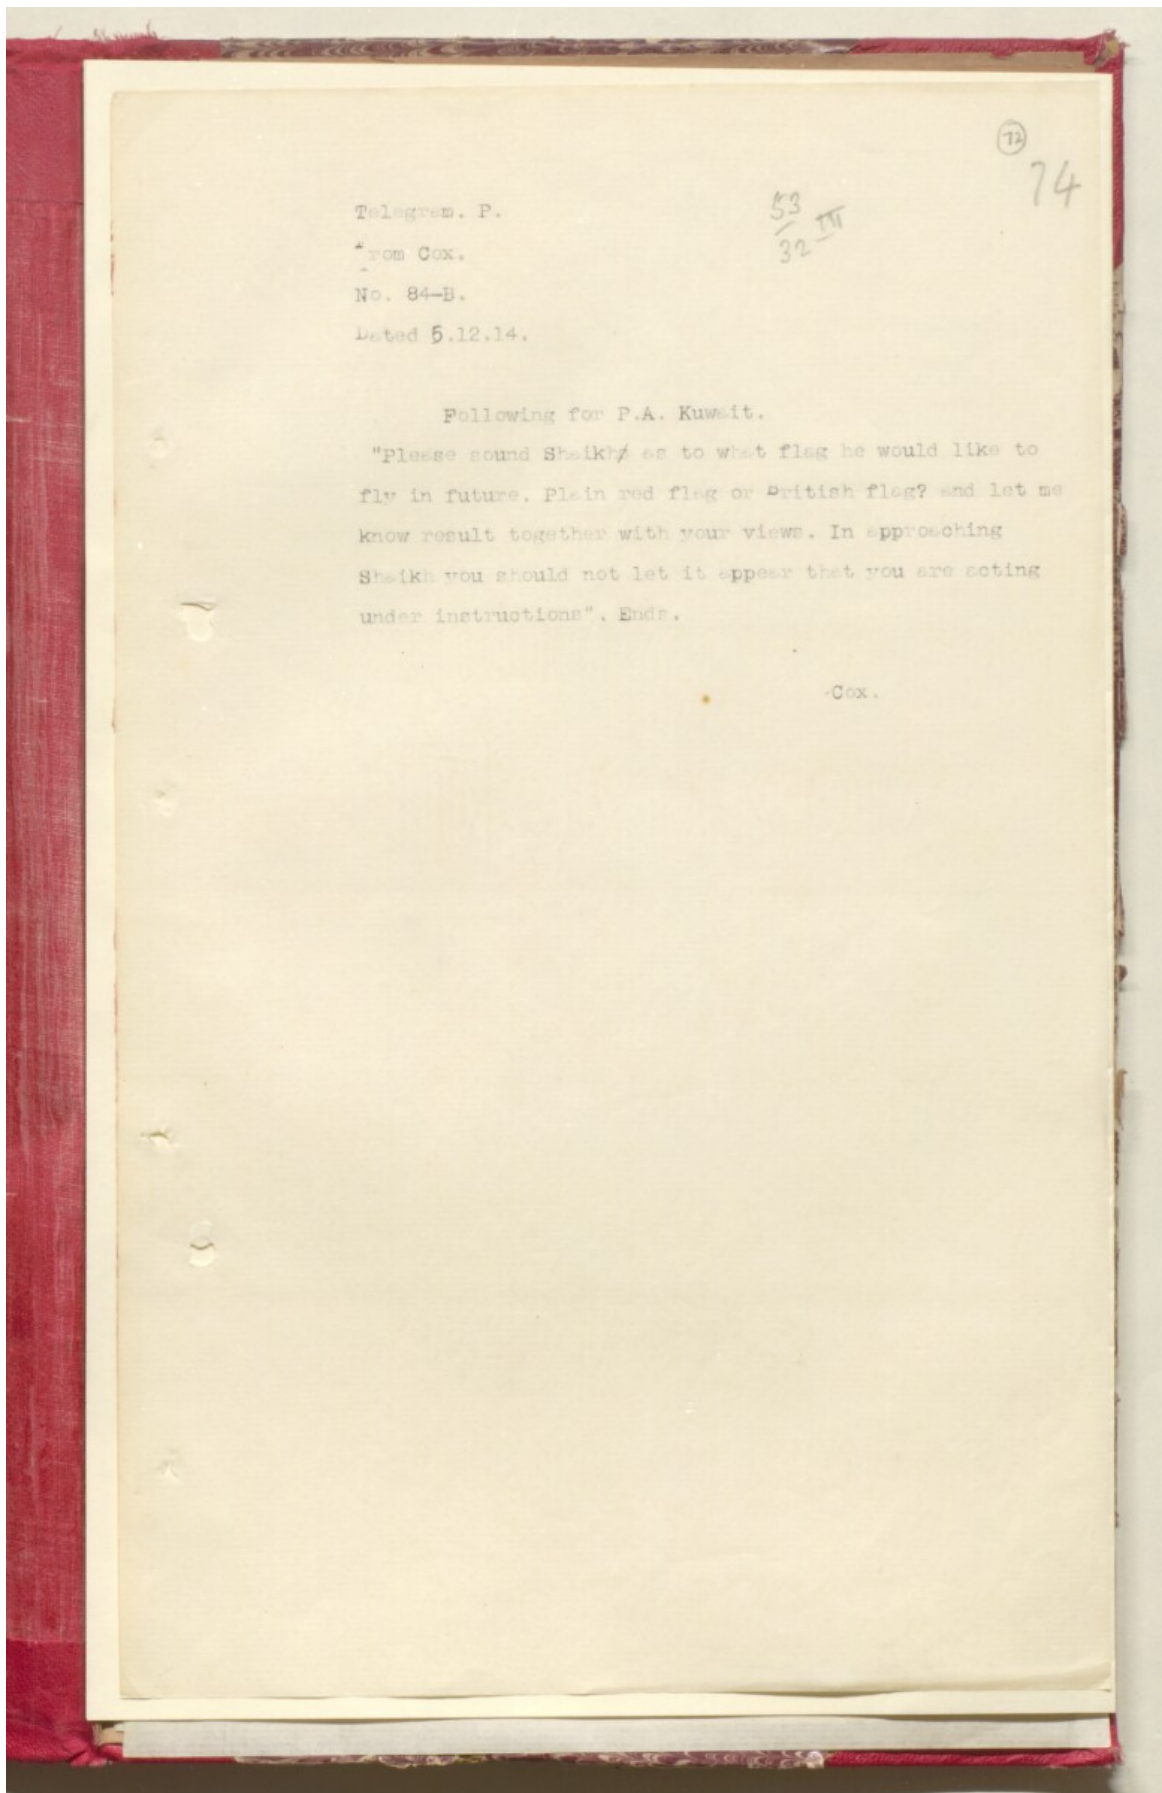 72
74
53
32 III
Telegram. P.
From Cox.
No. 84-B.
Dated 5.12.14.
Following for P.A. Kuwait.
"Please sound Shaikh as to what flag he would like to
fly in future. Plain red flag or British flag? and let me
know result together with your views. In approaching
Shaikh you should not let it appear that you are acting
under instructions". Ends.
-Cox.